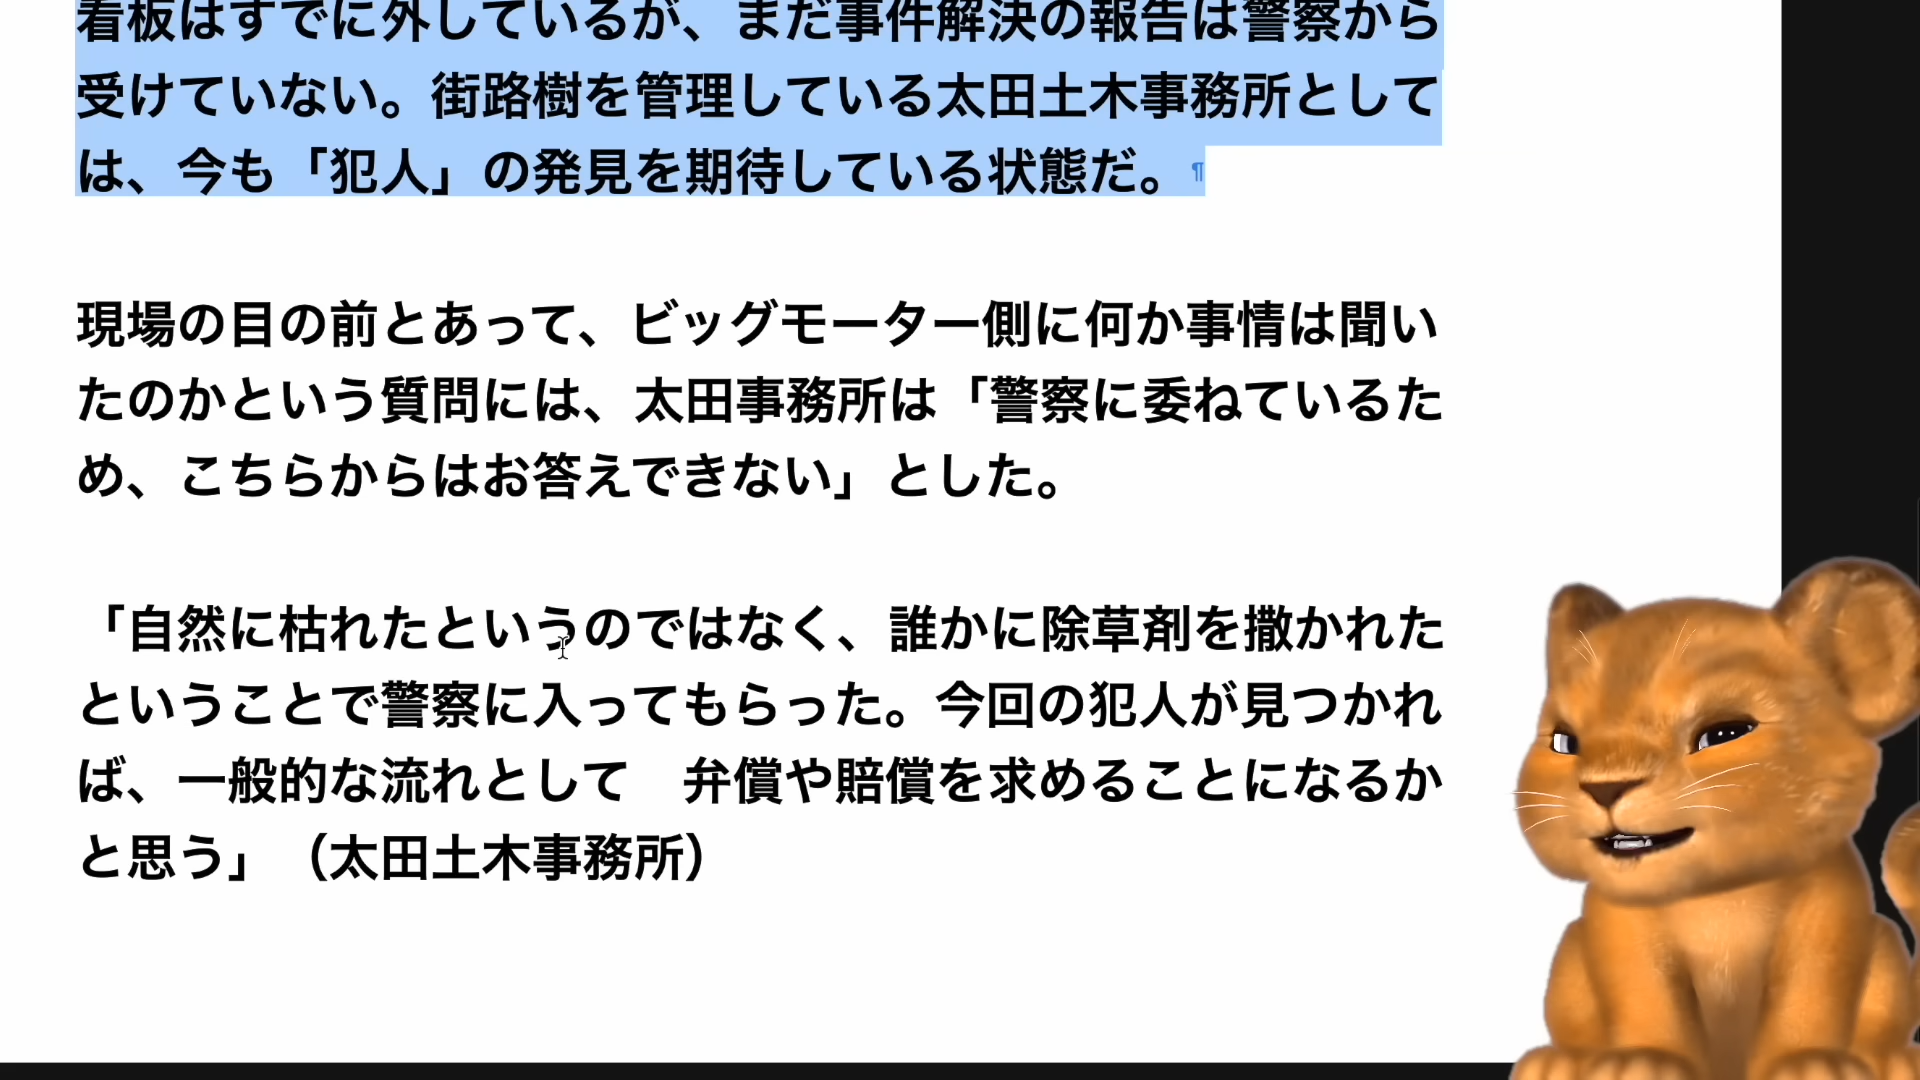 看板はすでに外しているが、まだ事件解決の報告は警察から
受けていない。街路樹を管理している太田土木事務所として
は、今も「犯人」の発見を期待している状態だ。¶
現場の目の前とあって、ビッグモーター側に何か事情は聞い
たのかという質問には、太田事務所は「警察に委ねているた
め、こちらからはお答えできない」とした。
「自然に枯れたというのではなく、誰かに除草剤を撒かれた
ということで警察に入ってもらった。今回の犯人が見つかれ
ば、一般的な流れとして　弁償や賠償を求めることになるか
と思う」（太田土木事務所）